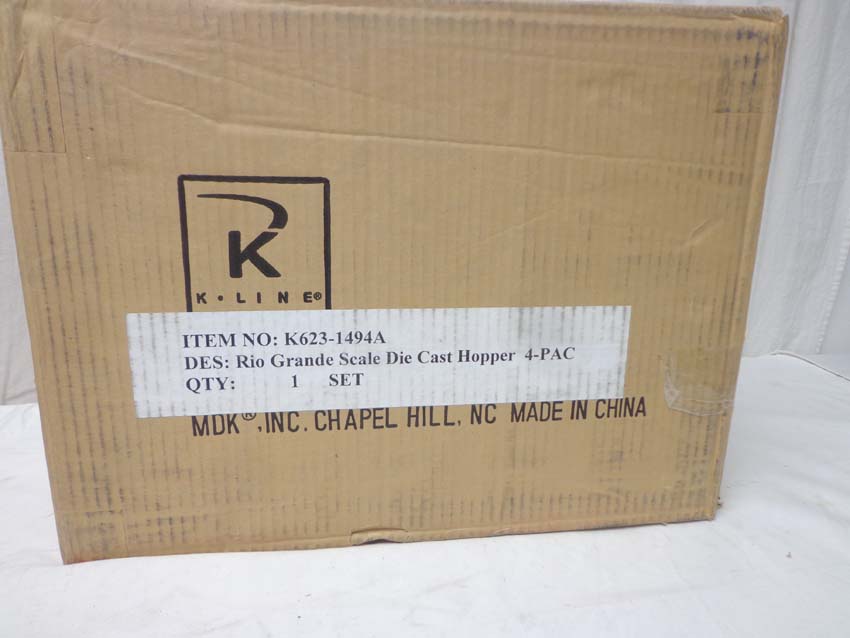 K
K•LINE®
ITEM NO: K623-1494A
DES: Rio Grande Scale Die Cast Hopper 4-PAC
QTY: 1 SET
MDK®, INC. CHAPEL HILL, NC MADE IN CHINA